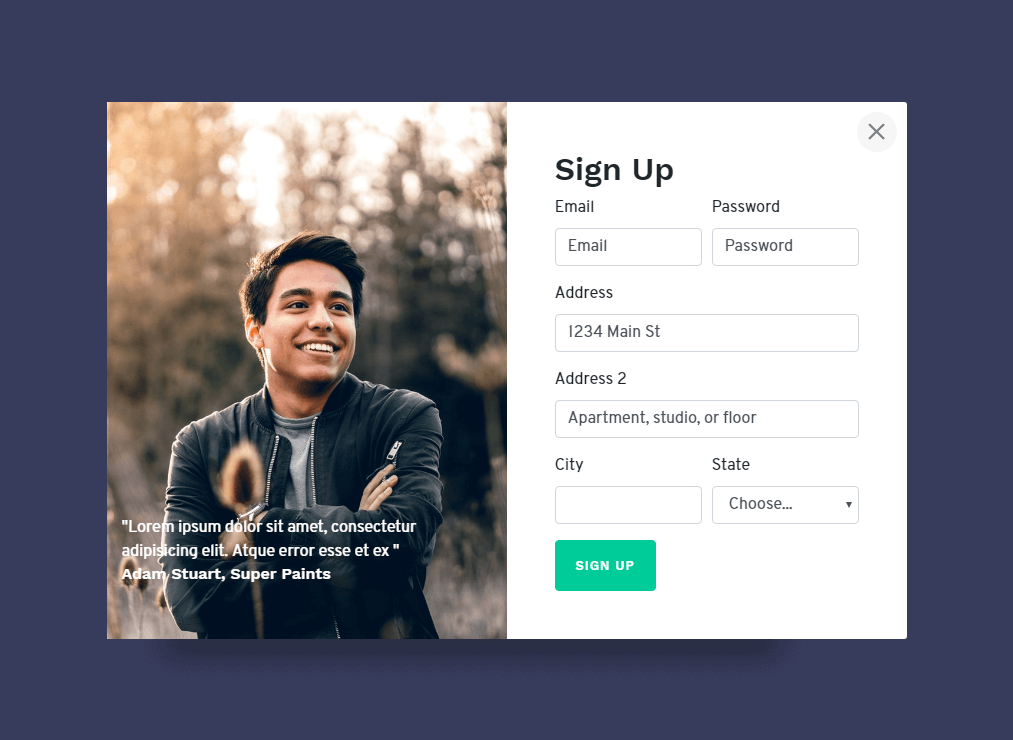 "Lorem ipsum dolor sit amet, consectetur
adipisicing elit. Atque error esse et ex "
Adam Stuart, Super Paints
Sign Up
Email Password
Email Password
Address
1234 Main St
Address 2
Apartment, studio, or floor
City State
Choose...
SIGN UP